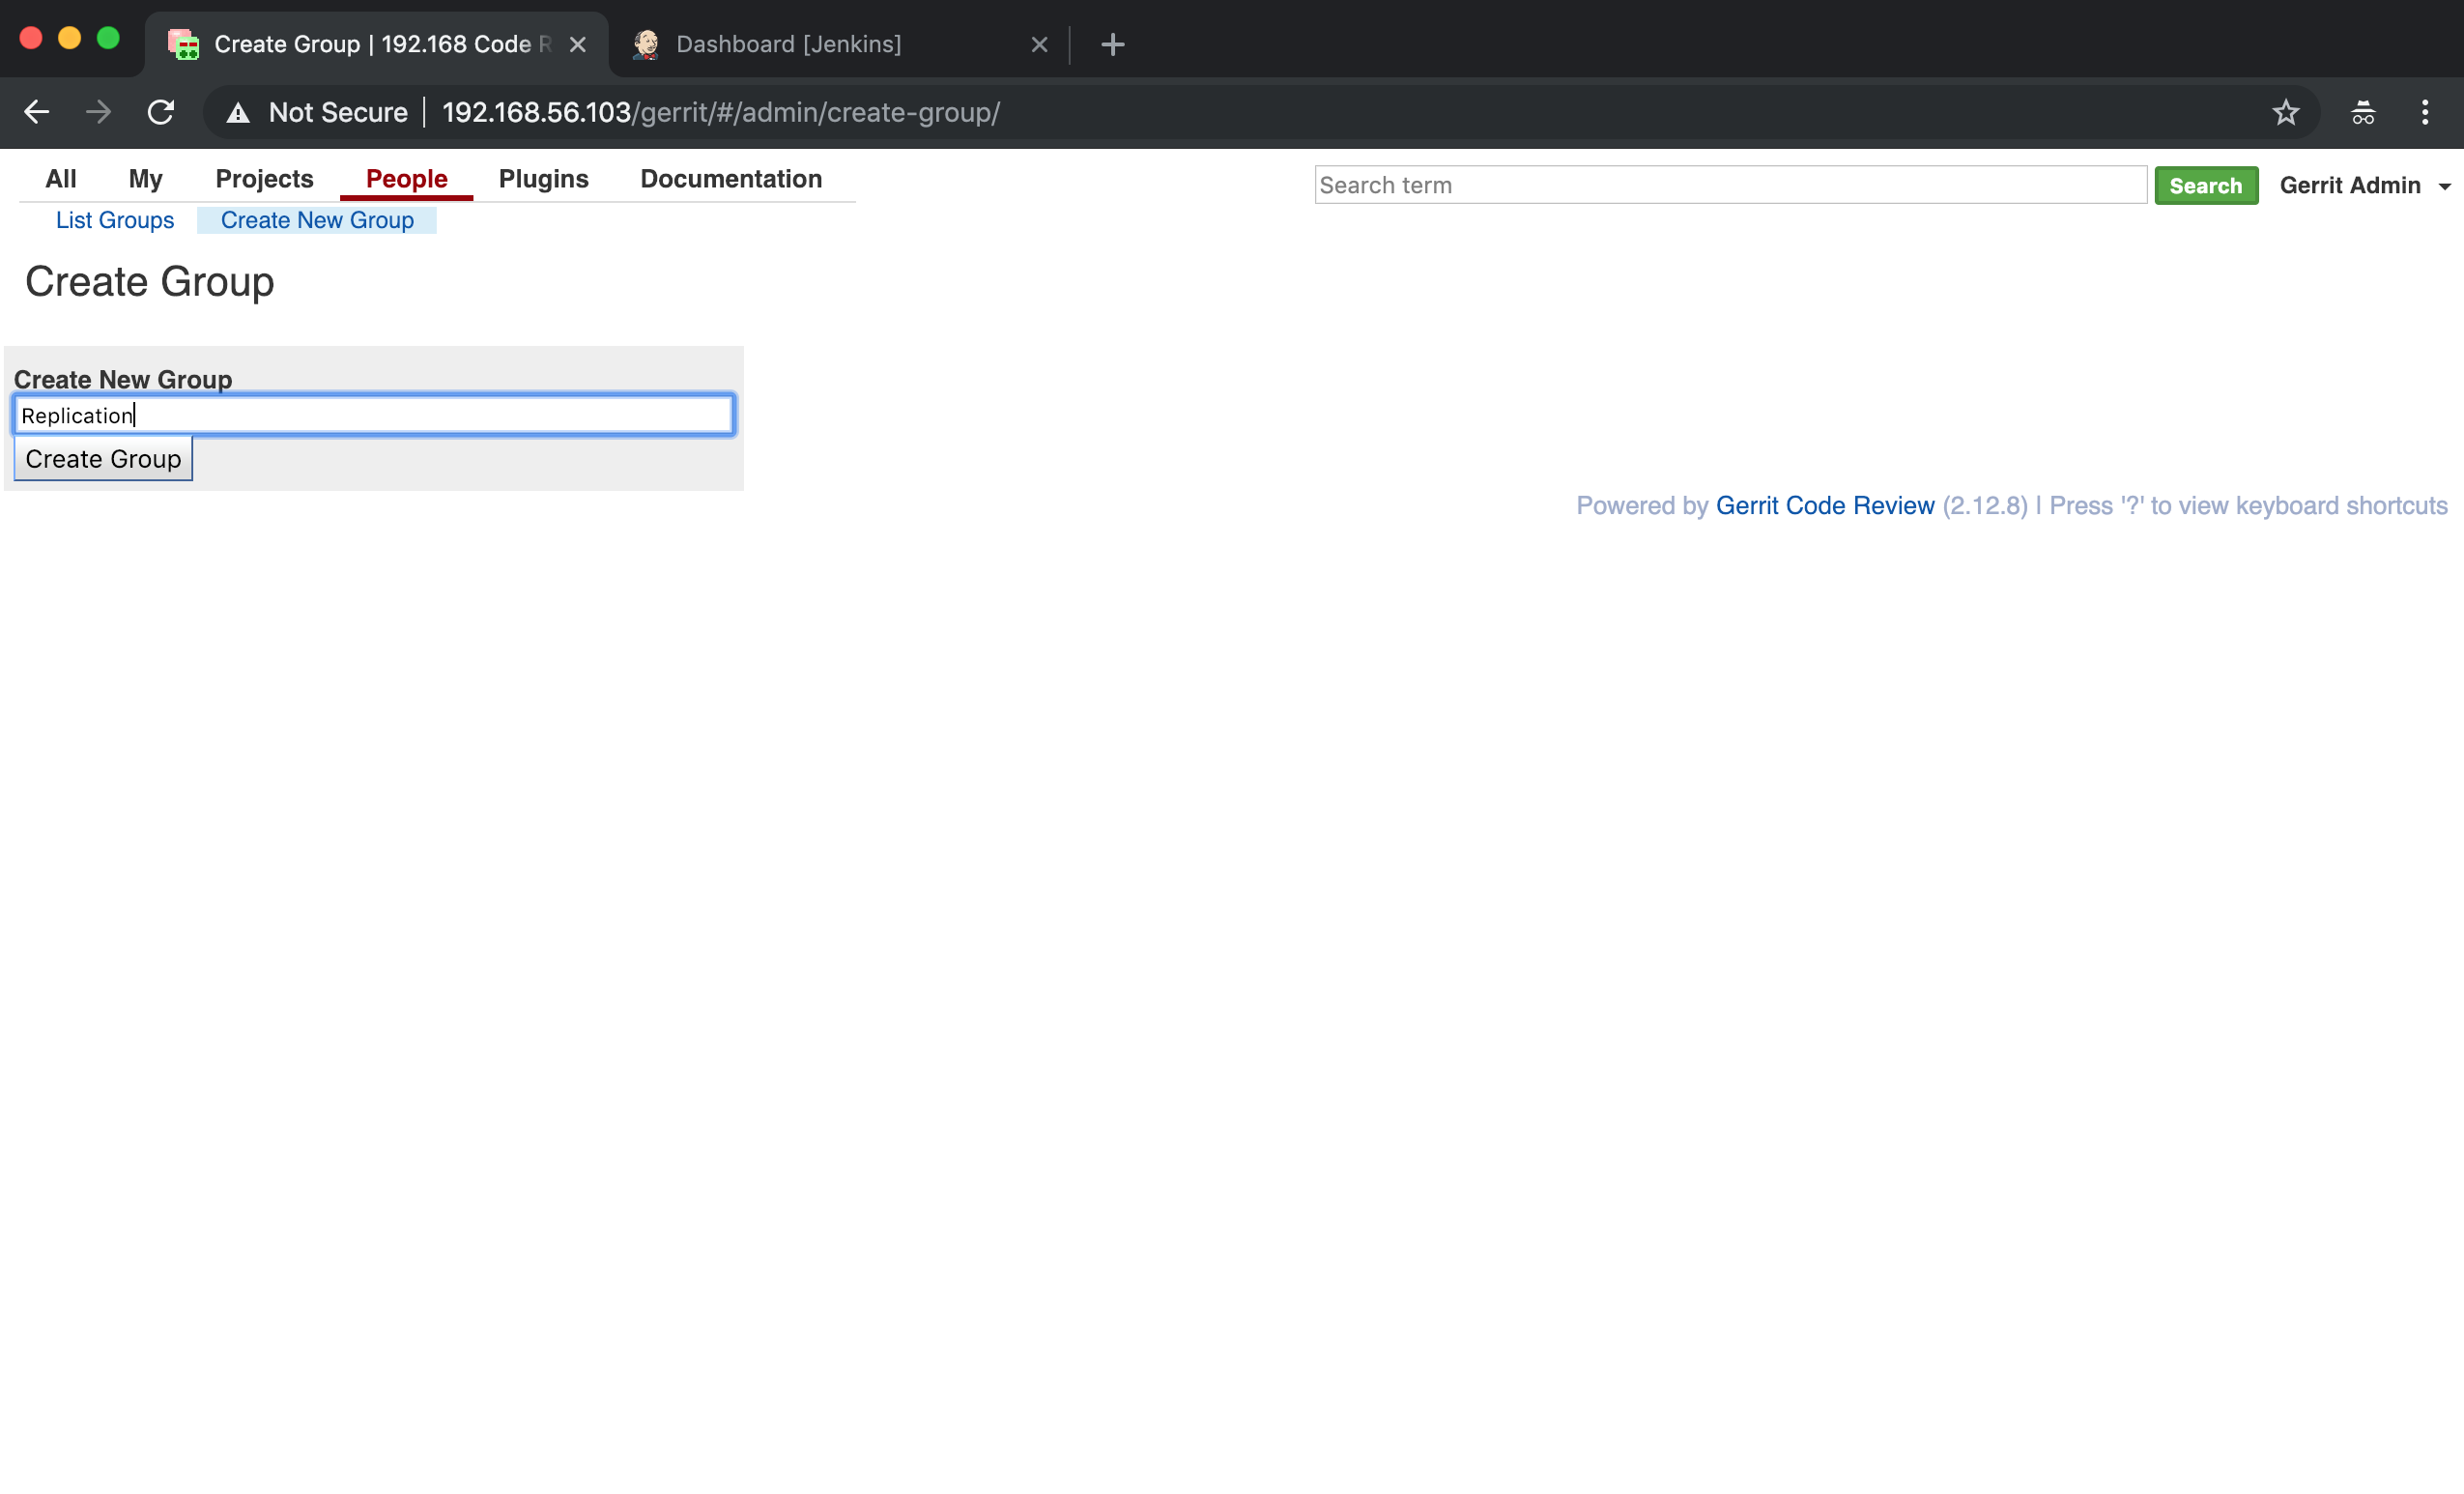 Create Group | 192.168 Code R
Dashboard [Jenkins]
Not Secure 192.168.56.103/gerrit/#/admin/create-group/
All My Projects People Plugins Documentation
Search term Search Gerrit Admin
List Groups Create New Group
Create Group
Create New Group
Replication
Create Group
Powered by Gerrit Code Review (2.12.8) | Press '?' to view keyboard shortcuts